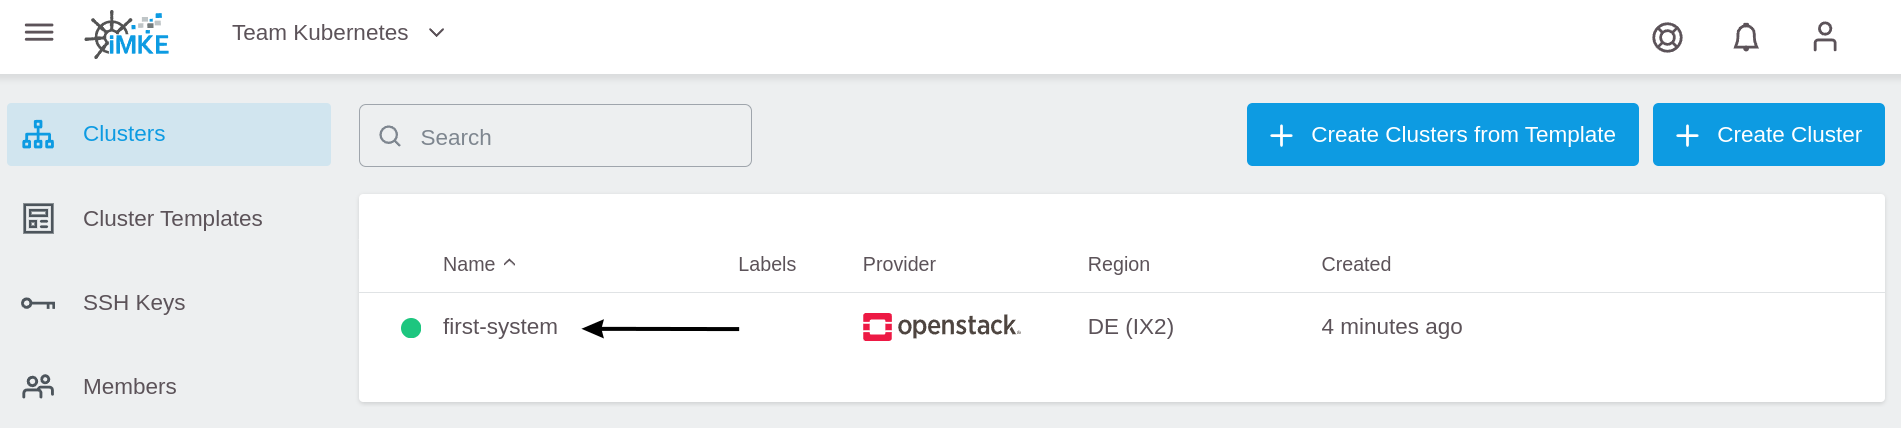 iMKE
Team Kubernetes
Clusters
Search
Create Clusters from Template
Create Cluster
Cluster Templates
Name
Labels
Provider
Region
Created
SSH Keys
first-system
openstack
DE (IX2)
4 minutes ago
Members